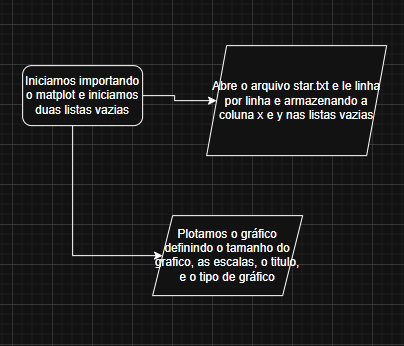 Iniciamos importando
o matplot e iniciamos
duas listas vazias
Abre o arquivo star.txt e le linha
por linha e armazenando a
coluna x e y nas listas vazias
Plotamos o gráfico
definindo o tamanho do
grafico, as escalas, o titulo,
e o tipo de gráfico